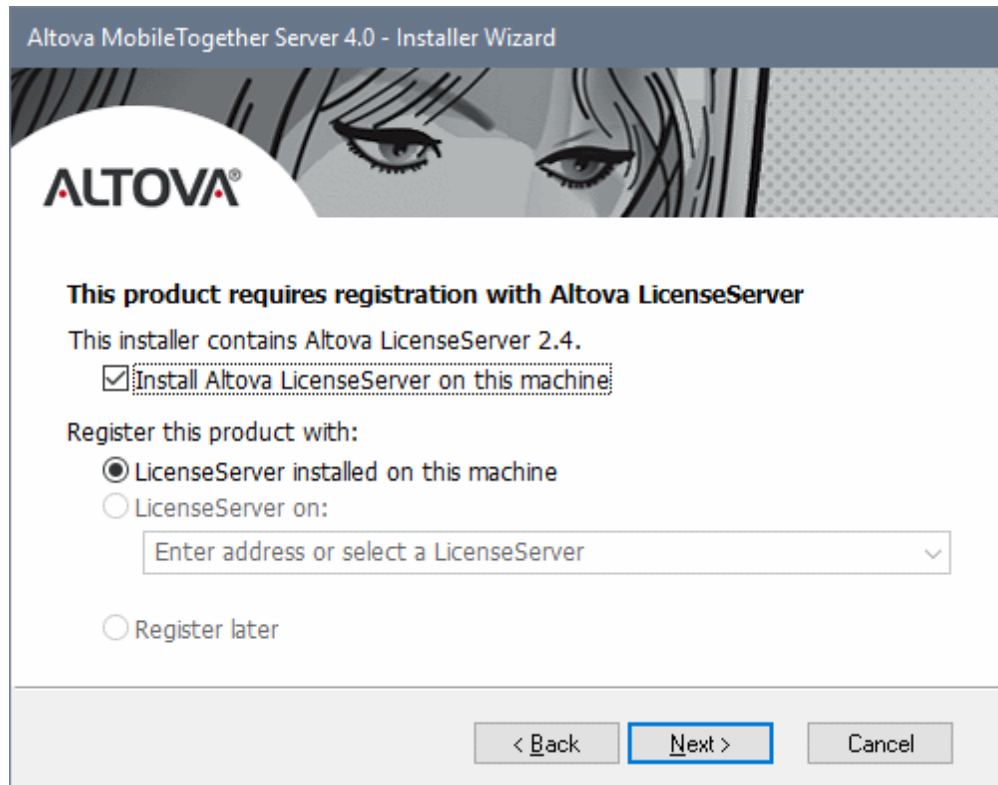 Altova MobileTogether Server 4.0 - Installer Wizard
ALTOVA®
This product requires registration with Altova LicenseServer
This installer contains Altova LicenseServer 2.4.
Install Altova LicenseServer on this machine
Register this product with:
LicenseServer installed on this machine
LicenseServer on:
Enter address or select a LicenseServer
Register later
< Back Next > Cancel